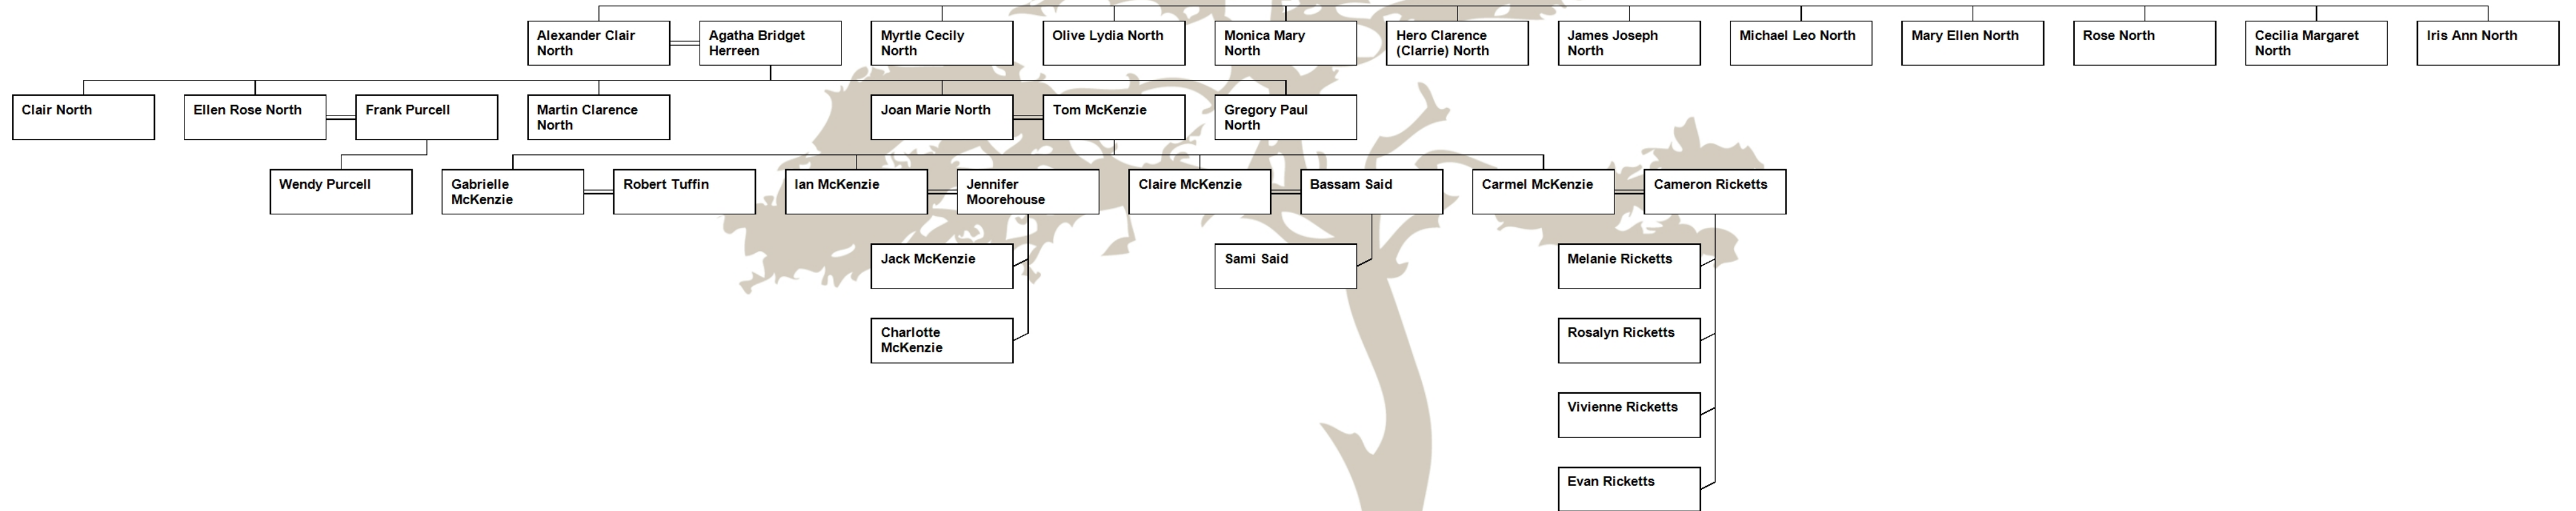 Alexander Clair
North
Agatha Bridget
Herreen
Myrtle Cecily
North
Olive Lydia North
Monica Mary
North
Hero Clarence
(Clarrie) North
James Joseph
North
Michael Leo North
Mary Ellen North
Rose North
Cecilia Margaret
North
Iris Ann North
Clair North
Ellen Rose North
Frank Purcell
Martin Clarence
North
Joan Marie North
Tom McKenzie
Gregory Paul
North
Wendy Purcell
Gabrielle
McKenzie
Robert Tuffin
Ian McKenzie
Jennifer
Moorehouse
Claire McKenzie
Bassam Said
Carmel McKenzie
Cameron Ricketts
Jack McKenzie
Sami Said
Melanie Ricketts
Charlotte
McKenzie
Rosalyn Ricketts
Vivienne Ricketts
Evan Ricketts